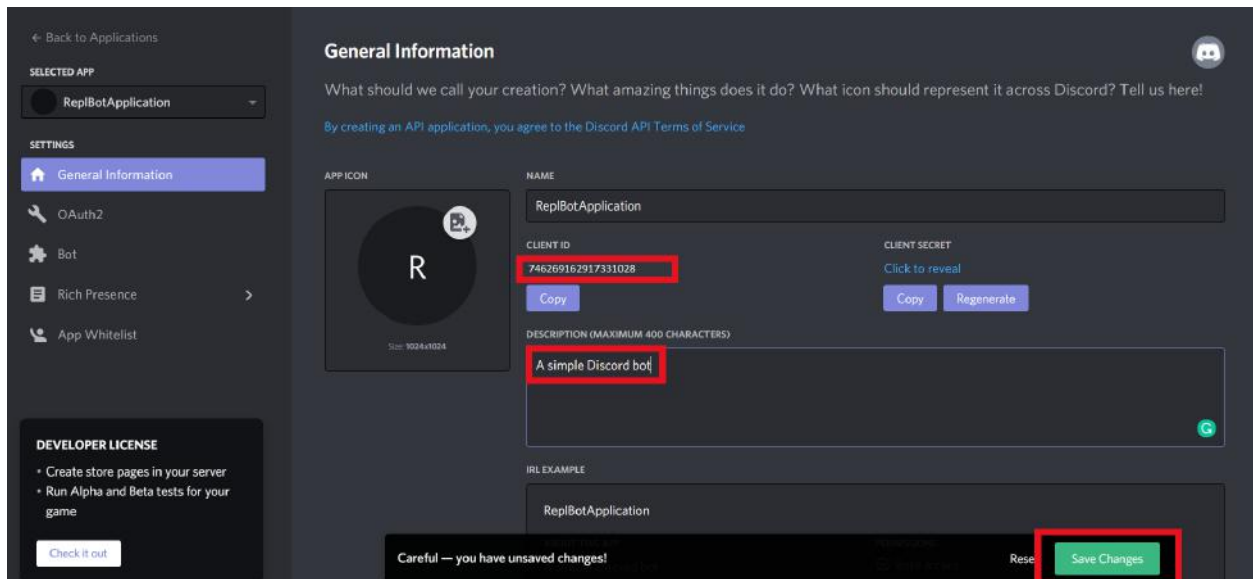 ← Back to Applications
SELECTED APP
ReplBotApplication
SETTINGS
General Information
OAuth2
Bot
Rich Presence
App Whitelist
DEVELOPER LICENSE
• Create store pages in your server
• Run Alpha and Beta tests for your
game
Check it out
General Information
What should we call your creation? What amazing things does it do? What icon should represent it across Discord? Tell us here!
By creating an API application, you agree to the Discord API Terms of Service
APP ICON
R
Size: 1024x1024
NAME
ReplBotApplication
CLIENT ID
746269162917331028
Copy
CLIENT SECRET
Click to reveal
Copy Regenerate
DESCRIPTION (MAXIMUM 400 CHARACTERS)
A simple Discord bot
IRL EXAMPLE
ReplBotApplication
Careful — you have unsaved changes!
Rese
Save Changes